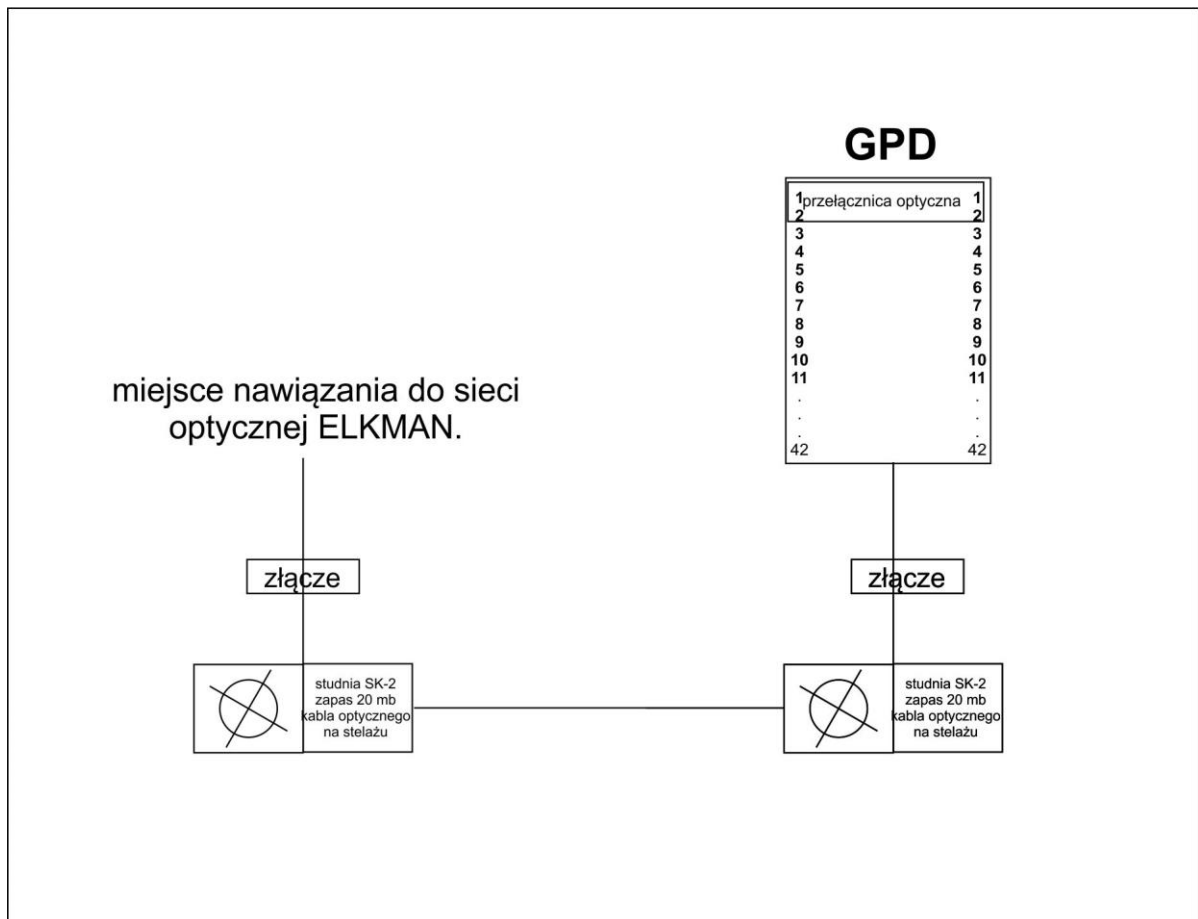 GPD
1 przełącznica optyczna 1
2 2
3 3
4 4
5 5
6 6
7 7
8 8
9 9
10 10
11 11
. .
. .
. .
42 42
miejsce nawiązania do sieci
optycznej ELKMAN.
złącze
złącze
studnia SK-2
zapas 20 mb
kabla optycznego
na stelażu
studnia SK-2
zapas 20 mb
kabla optycznego
na stelażu